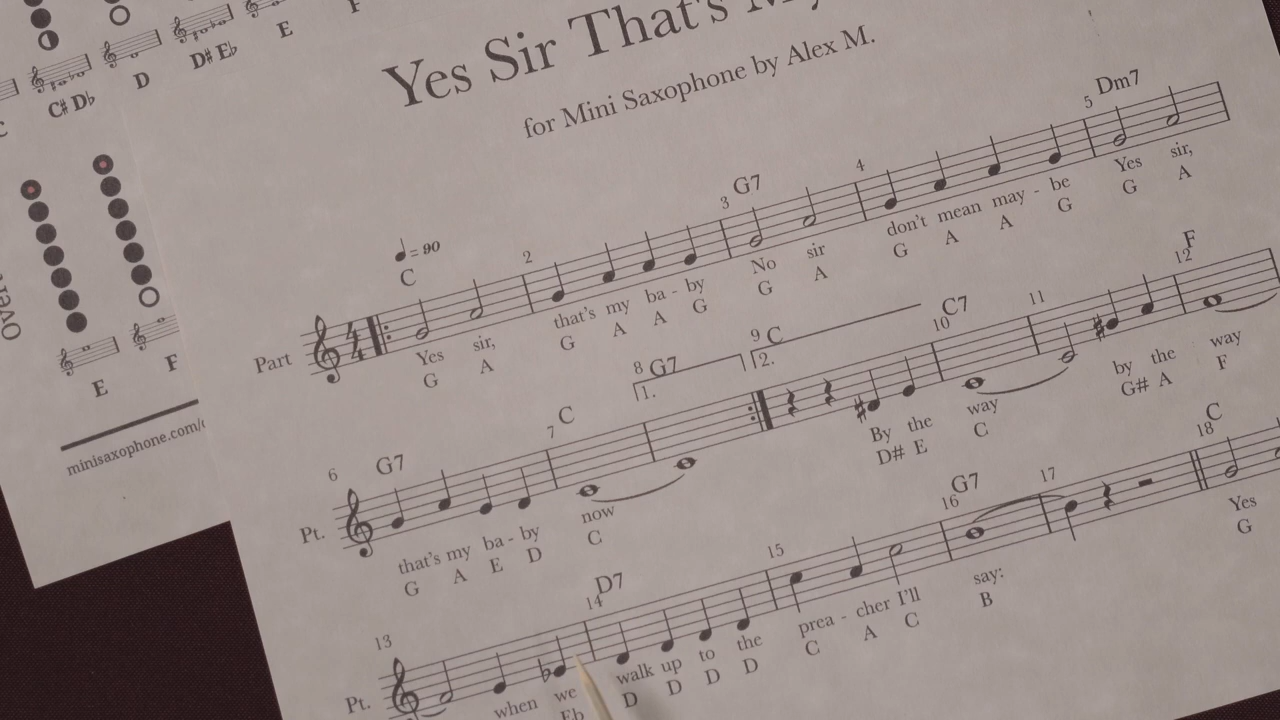 C# D♭
D
D# E♭
E
F
Over
E
F
minisaxophone.com/
Yes Sir That's My
for Mini Saxophone by Alex M.
♩ = 90
C
2
3
G7
4
5
Dm7
Part
4
4
Yes sir, that's my ba - by No sir don't mean may - be Yes sir,
G A G A A G G A G A A G G A
6
G7
7
C
8
G7
1.
9
C
2.
10
C7
11
12
F
Pt.
that's my ba - by now By the way by the way
G A E D C D# E C G# A F
13
14
D7
15
16
G7
17
18
C
Pt.
when we walk up to the prea - cher I'll say: Yes
Eb D D D D C A C B G